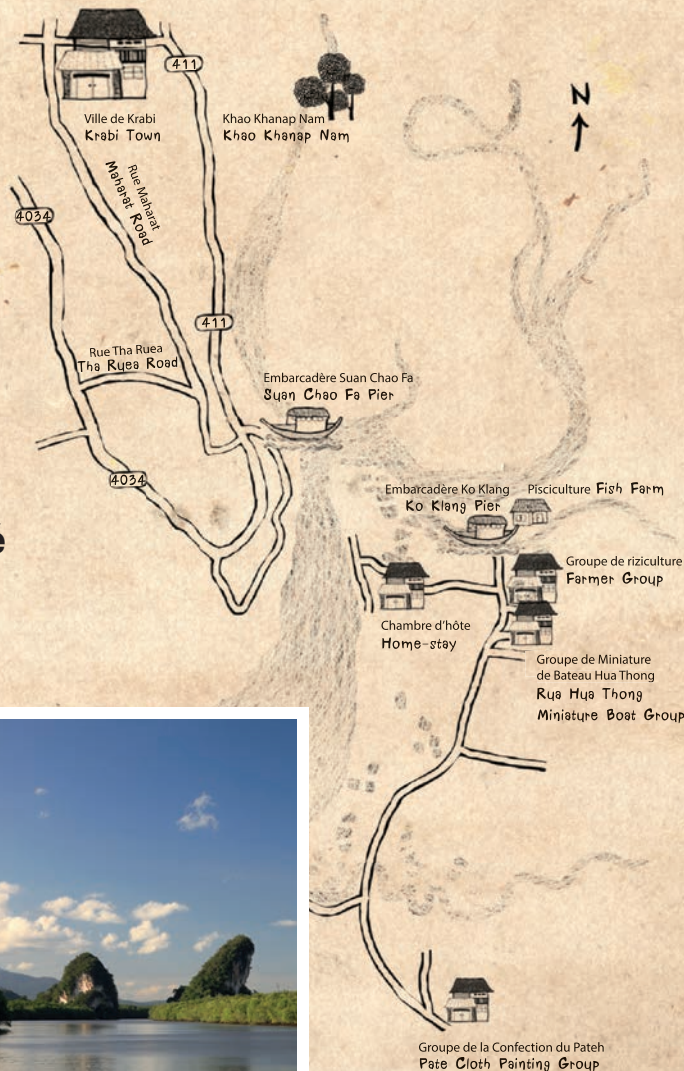 N
411
Ville de Krabi
Krabi Town
Khao Khanap Nam
Khao Khanap Nam
Rue Maharat
Maharat Road
4034
411
Rue Tha Ruea
Tha Ruea Road
Embarcadère Suan Chao Fa
Suan Chao Fa Pier
4034
Embarcadère Ko Klang
Ko Klang Pier
Pisciculture Fish Farm
Groupe de riziculture
Farmer Group
Chambre d'hôte
Home-stay
Groupe de Miniature
de Bateau Hua Thong
Rua Hua Thong
Miniature Boat Group
Groupe de la Confection du Pateh
Pate Cloth Painting Group